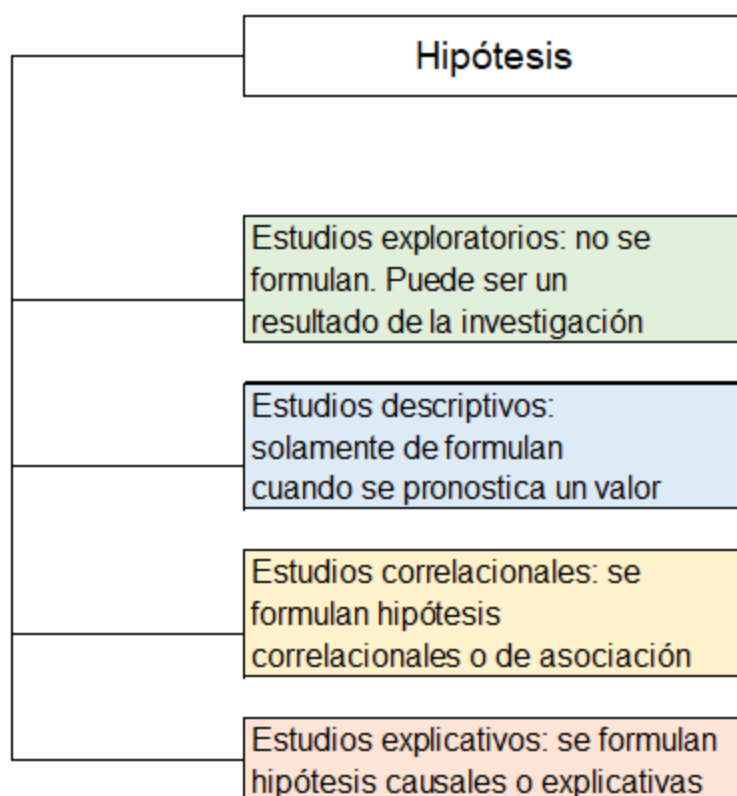 Hipótesis
Estudios exploratorios: no se
formulan. Puede ser un
resultado de la investigación
Estudios descriptivos:
solamente de formulan
cuando se pronostica un valor
Estudios correlacionales: se
formulan hipótesis
correlacionales o de asociación
Estudios explicativos: se formulan
hipótesis causales o explicativas